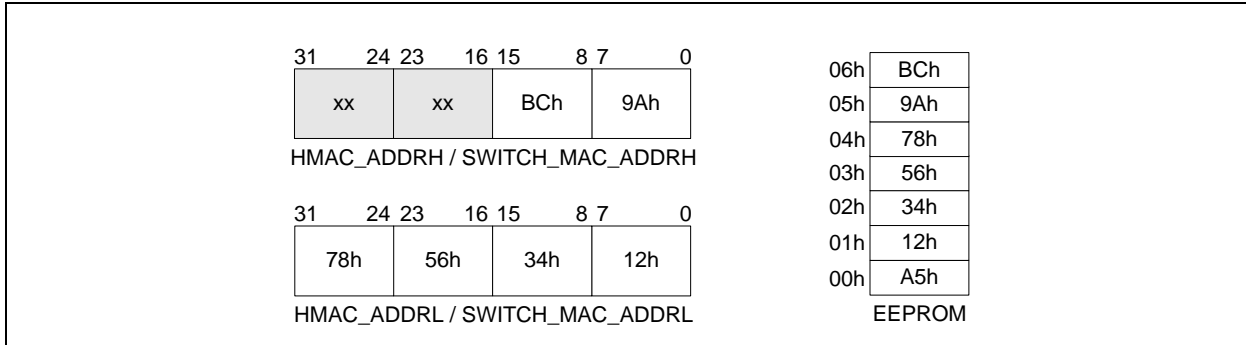 31 24 23 16 15 8 7 0
xx xx BCh 9Ah
HMAC_ADDRH / SWITCH_MAC_ADDRH
31 24 23 16 15 8 7 0
78h 56h 34h 12h
HMAC_ADDRL / SWITCH_MAC_ADDRL
06h BCh
05h 9Ah
04h 78h
03h 56h
02h 34h
01h 12h
00h A5h
EEPROM